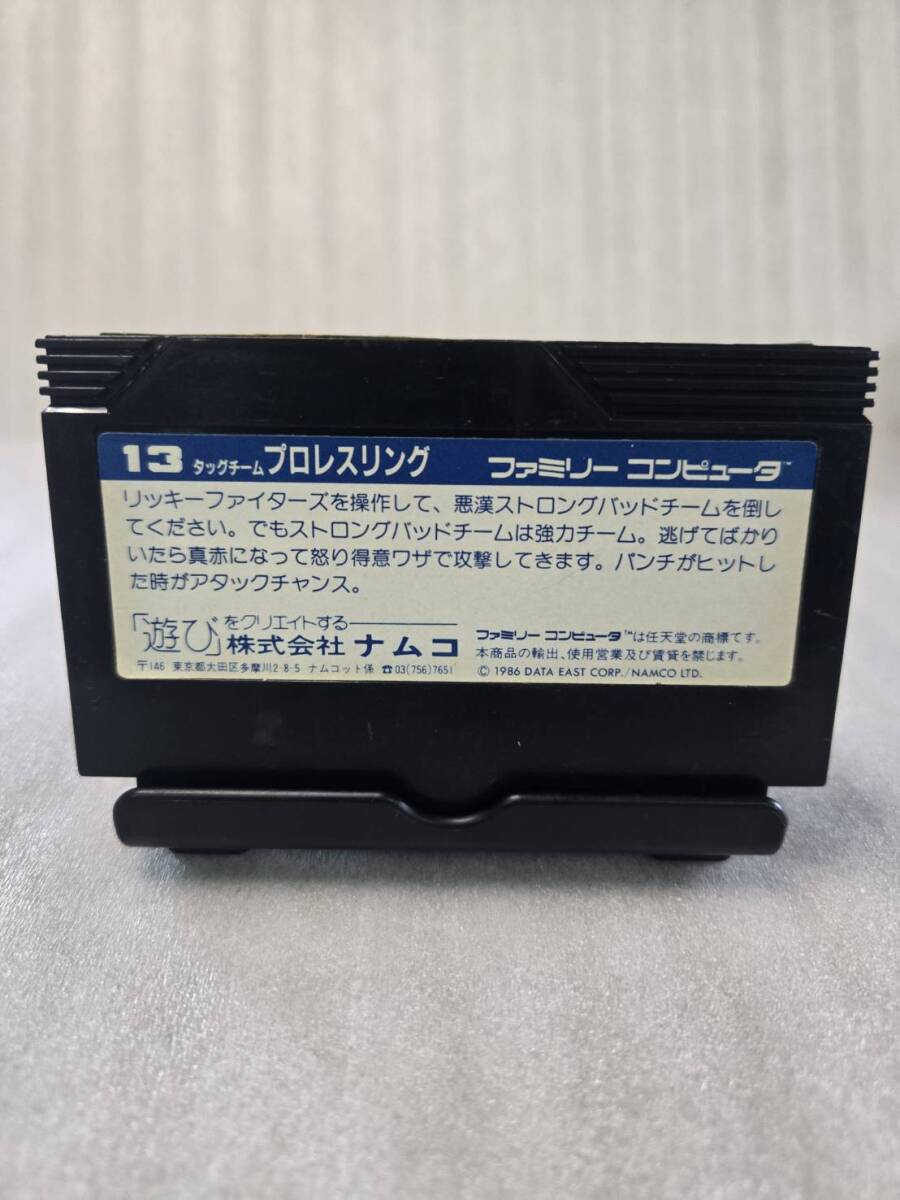 13 タッグチームプロレスリング ファミリー コンピュータ™
リッキーファイターズを操作して、悪漢ストロングバッドチームを倒し
てください。でもストロングバッドチームは強力チーム。逃げてばかり
いたら真赤になって怒り得意ワザで攻撃してきます。パンチがヒットし
た時がアタックチャンス。
「遊び」をクリエイトする
株式会社 ナムコ
〒146 東京都大田区多摩川2-8-5 ナムコット係 ☎03(756)7651
ファミリー コンピュータ™は任天堂の商標です。
本商品の輸出、使用営業及び賃貸を禁じます。
© 1986 DATA EAST CORP./NAMCO LTD.